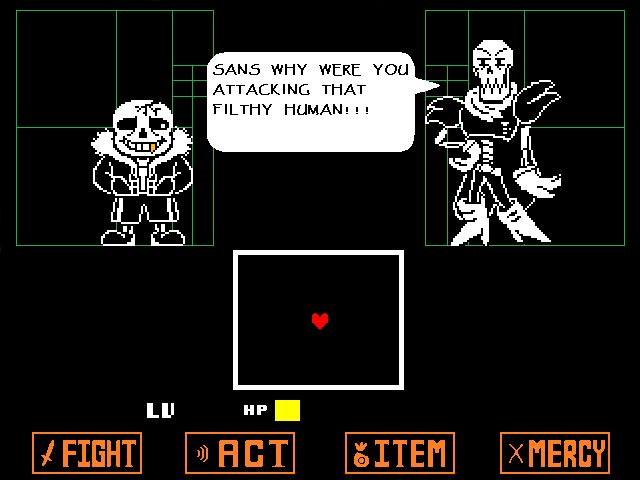 SANS WHY WERE YOU
ATTACKING THAT
FILTHY HUMAN!!!
LV HP
FIGHT ACT ITEM MERCY